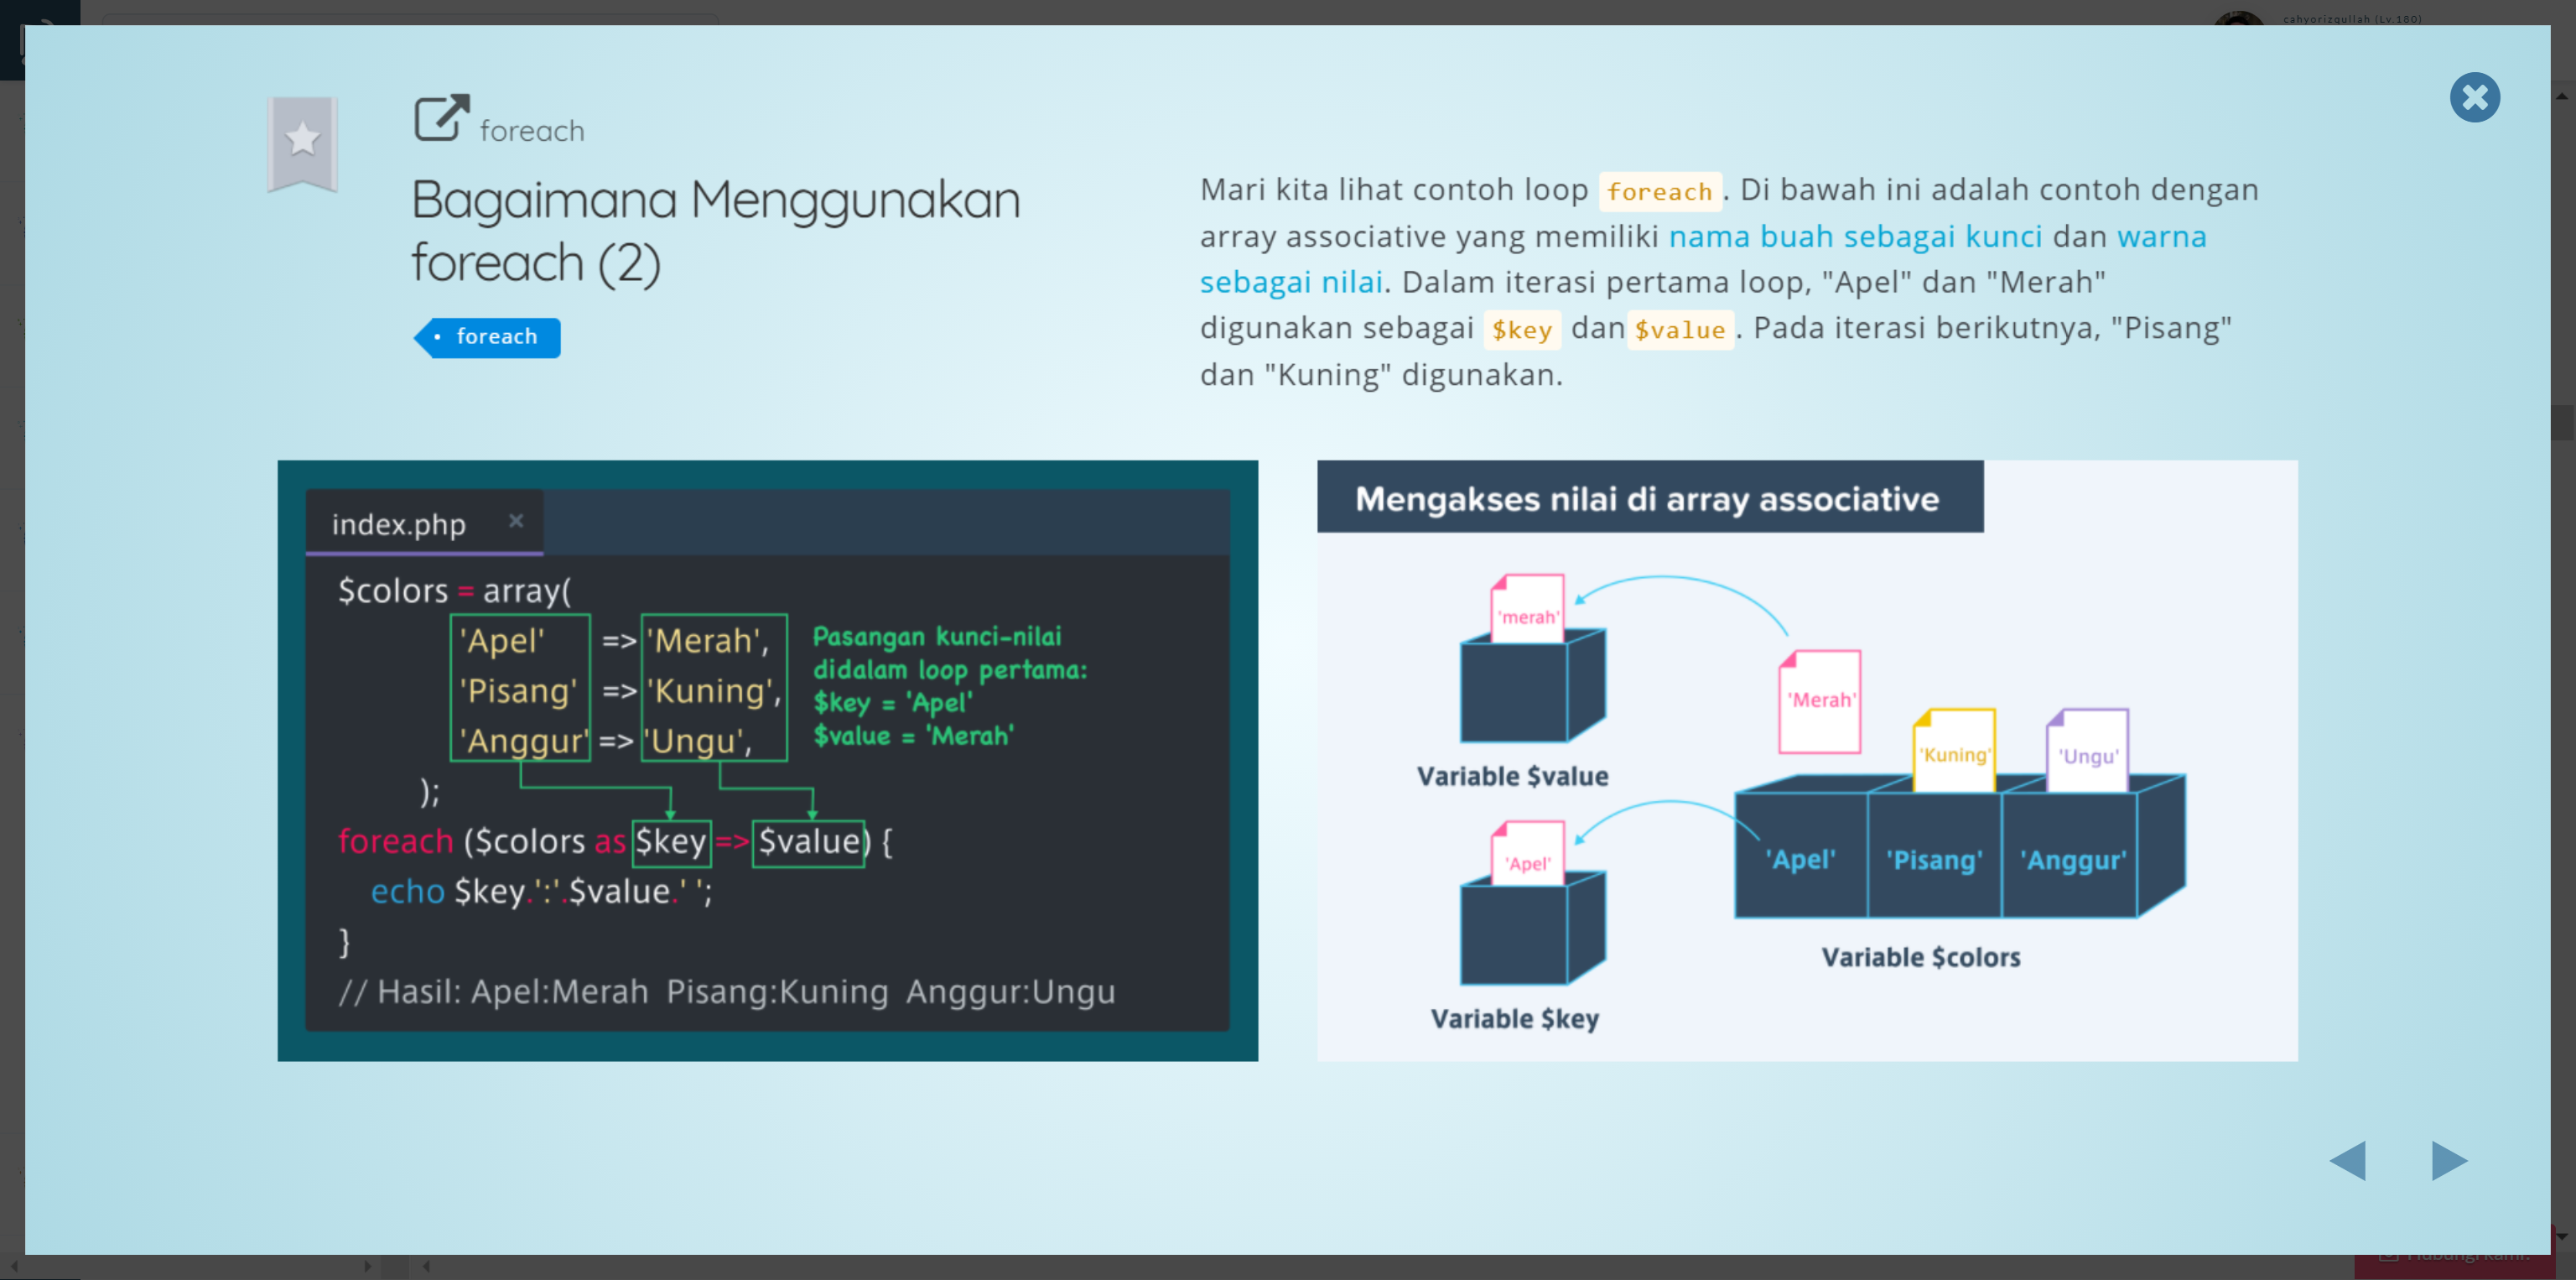 cahyorizqullah (Lv.180)
foreach
Bagaimana Menggunakan
foreach (2)
foreach
Mari kita lihat contoh loop foreach. Di bawah ini adalah contoh dengan
array associative yang memiliki nama buah sebagai kunci dan warna
sebagai nilai. Dalam iterasi pertama loop, "Apel" dan "Merah"
digunakan sebagai $key dan $value. Pada iterasi berikutnya, "Pisang"
dan "Kuning" digunakan.
index.php
$colors = array(
'Apel' => 'Merah',
'Pisang' => 'Kuning',
'Anggur' => 'Ungu',
);
foreach ($colors as $key => $value) {
echo $key.':'.$value.' ';
}
// Hasil: Apel:Merah Pisang:Kuning Anggur:Ungu
Pasangan kunci-nilai
didalam loop pertama:
$key = 'Apel'
$value = 'Merah'
Mengakses nilai di array associative
'merah'
Variable $value
'Apel'
Variable $key
'Merah'
'Kuning'
'Ungu'
'Apel'
'Pisang'
'Anggur'
Variable $colors
Hubungi kami.